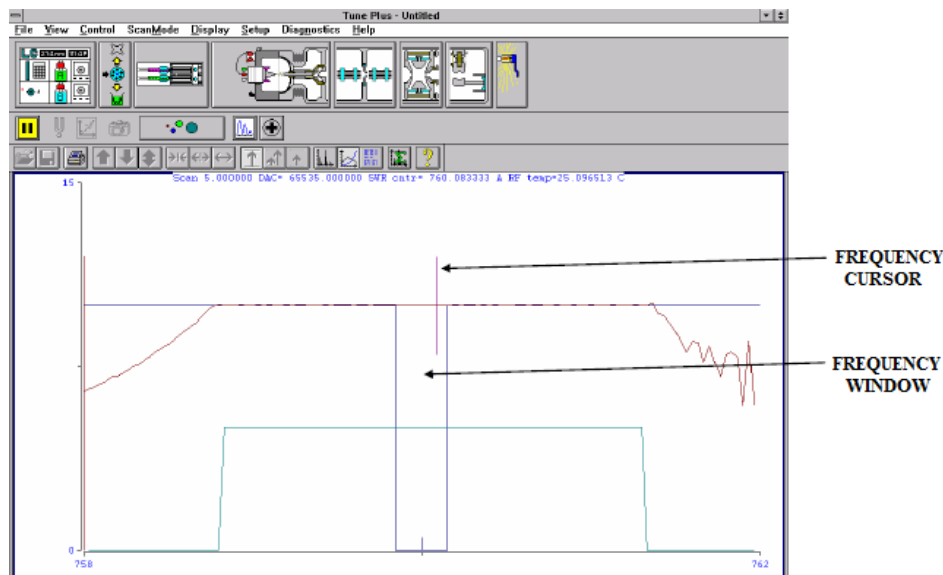 Tune Plus - Untitled
File View Control ScanMode Display Setup Diagnostics Help
Scan 5.000000 DAC= 65535.000000 SWR cntr= 760.083333 A RF temp=25.096513 C
15
FREQUENCY
CURSOR
FREQUENCY
WINDOW
0
758
762